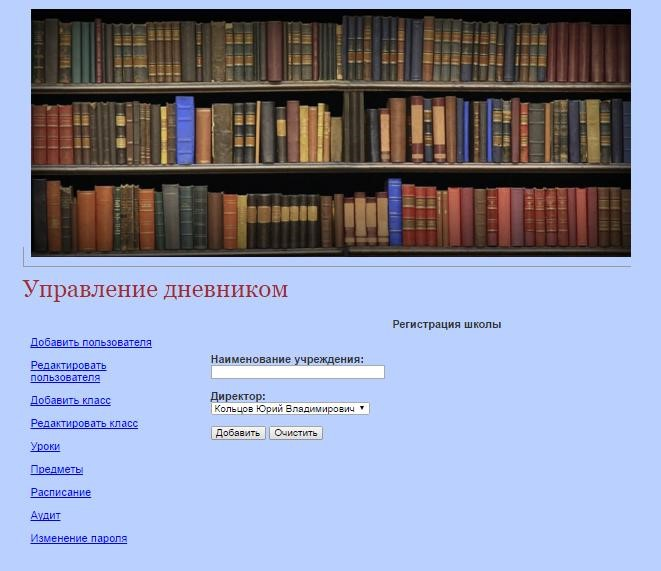 Управление дневником
Регистрация школы
Добавить пользователя
Редактировать
пользователя
Добавить класс
Редактировать класс
Уроки
Предметы
Расписание
Аудит
Изменение пароля
Наименование учреждения:
Директор:
Кольцов Юрий Владимирович
Добавить Очистить